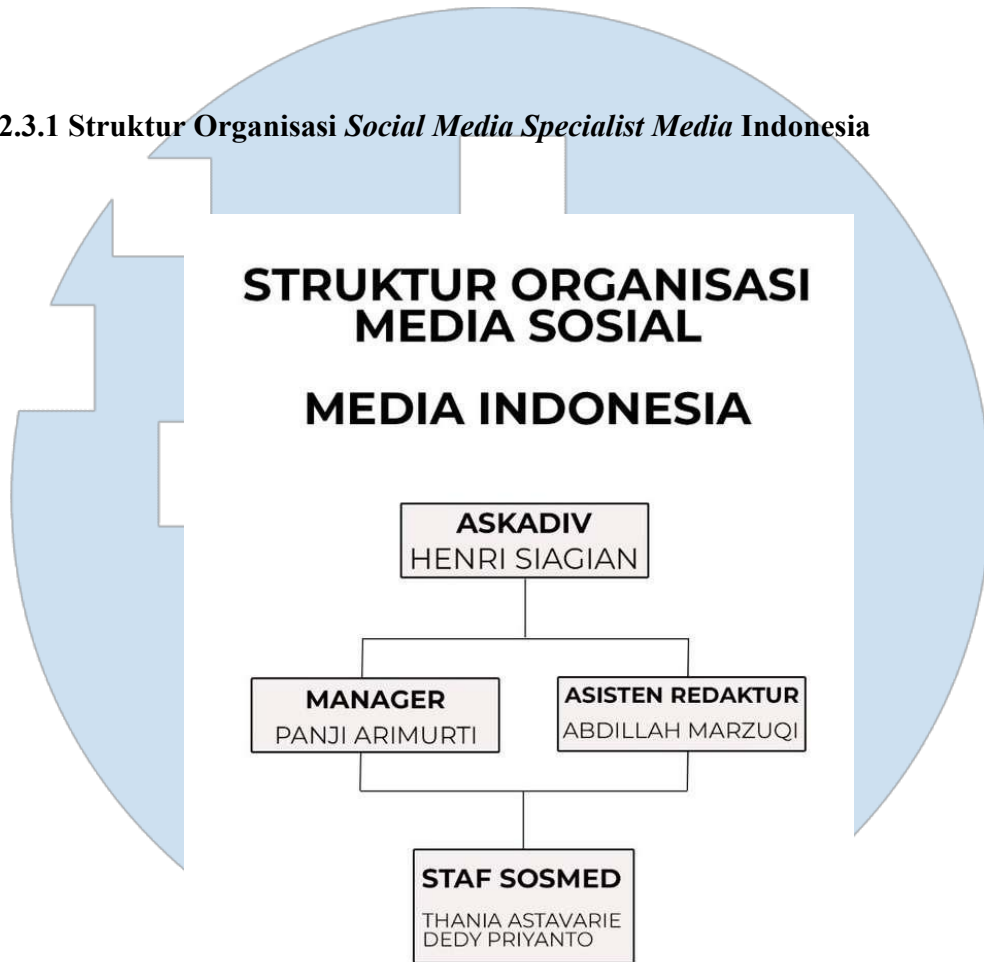 2.3.1 Struktur Organisasi Social Media Specialist Media Indonesia
STRUKTUR ORGANISASI
MEDIA SOSIAL
MEDIA INDONESIA
ASKADIV
HENRI SIAGIAN
MANAGER
PANJI ARIMURTI
ASISTEN REDAKTUR
ABDILLAH MARZUQI
STAF SOSMED
THANIA ASTAVARIE
DEDY PRIYANTO